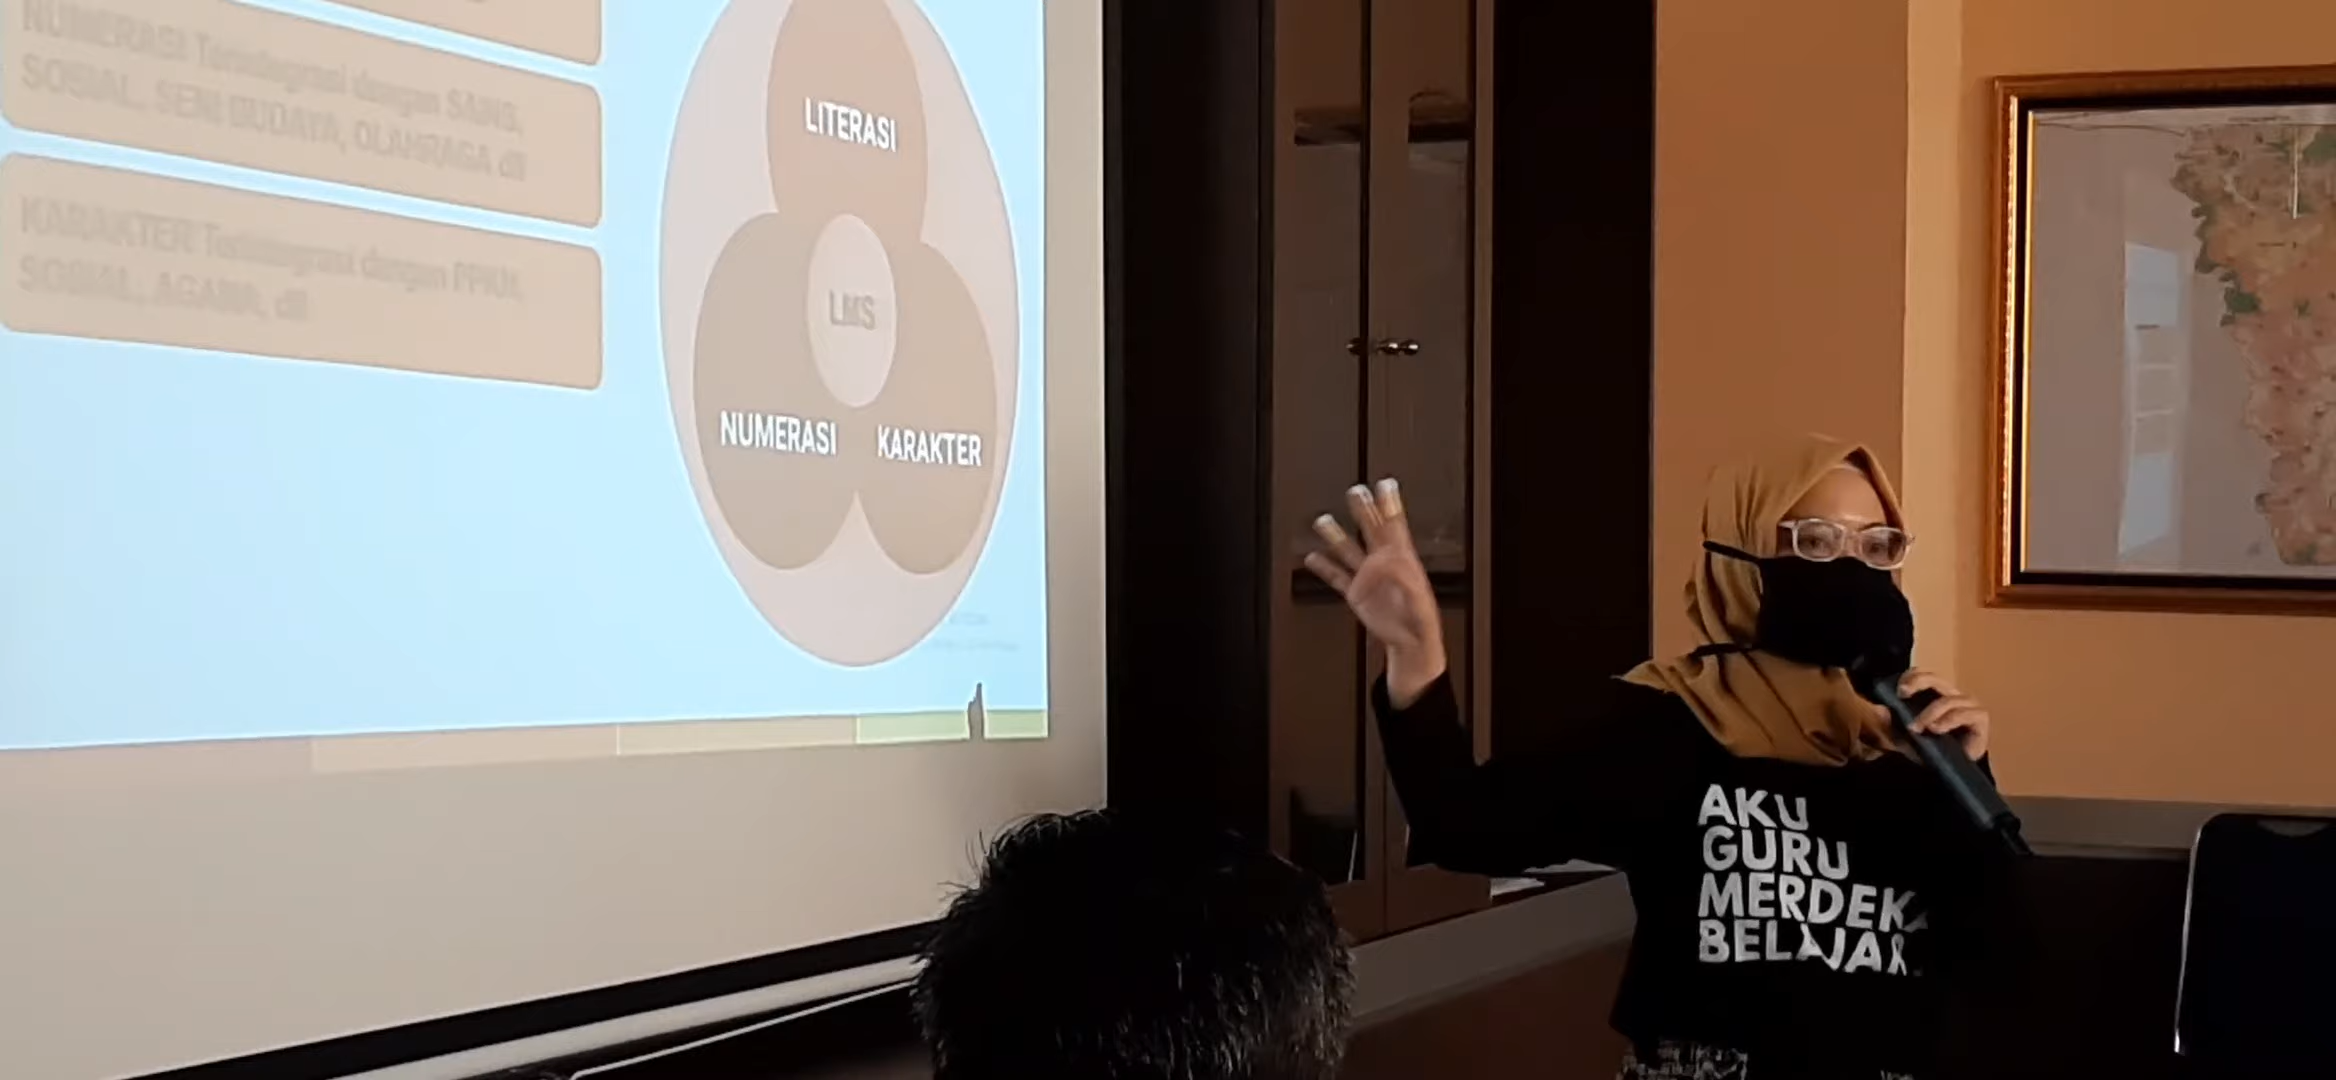 NUMERASI Terintegrasi dengan SAINS,
SOSIAL, SENI BUDAYA, OLAHRAGA dll
KARAKTER Terintegrasi dengan PPKN,
SOSIAL, AGAMA, dll
LITERASI
LMS
NUMERASI
KARAKTER
AKU
GURU
MERDEKA
BELAJAR.